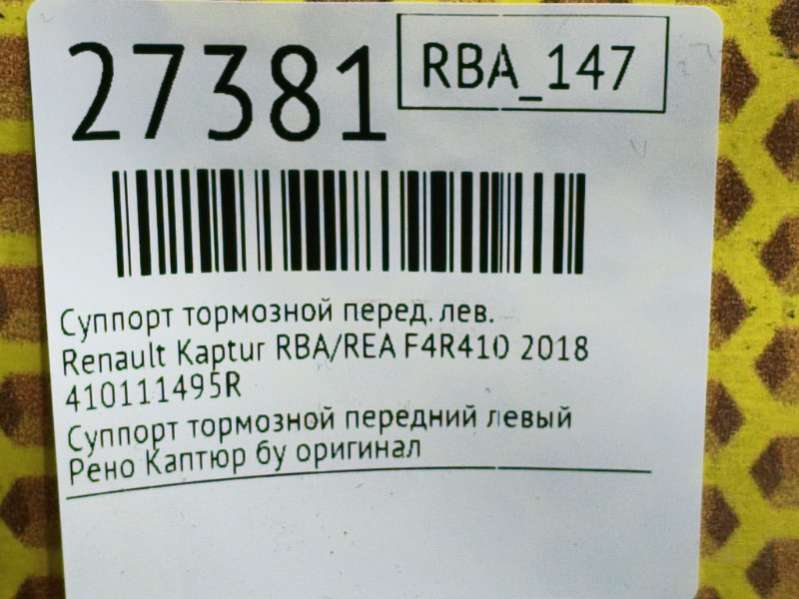 27381
RBA_147
Суппорт тормозной перед. лев.
Renault Kaptur RBA/REA F4R410 2018
410111495R
Суппорт тормозной передний левый
Рено Каптюр бу оригинал